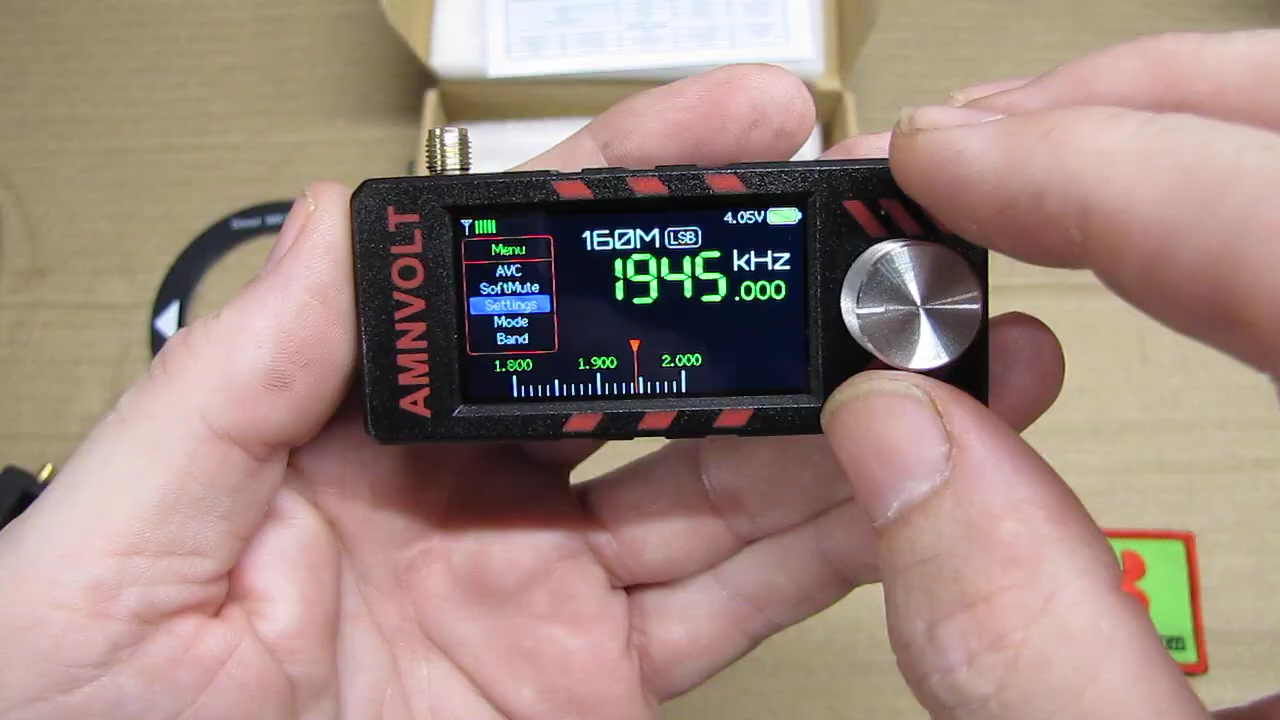 AMNVOLT
4.05V
Menu
AVC
SoftMute
Settings
Mode
Band
160M LSB
1945.000 kHz
1.800 1.900 2.000